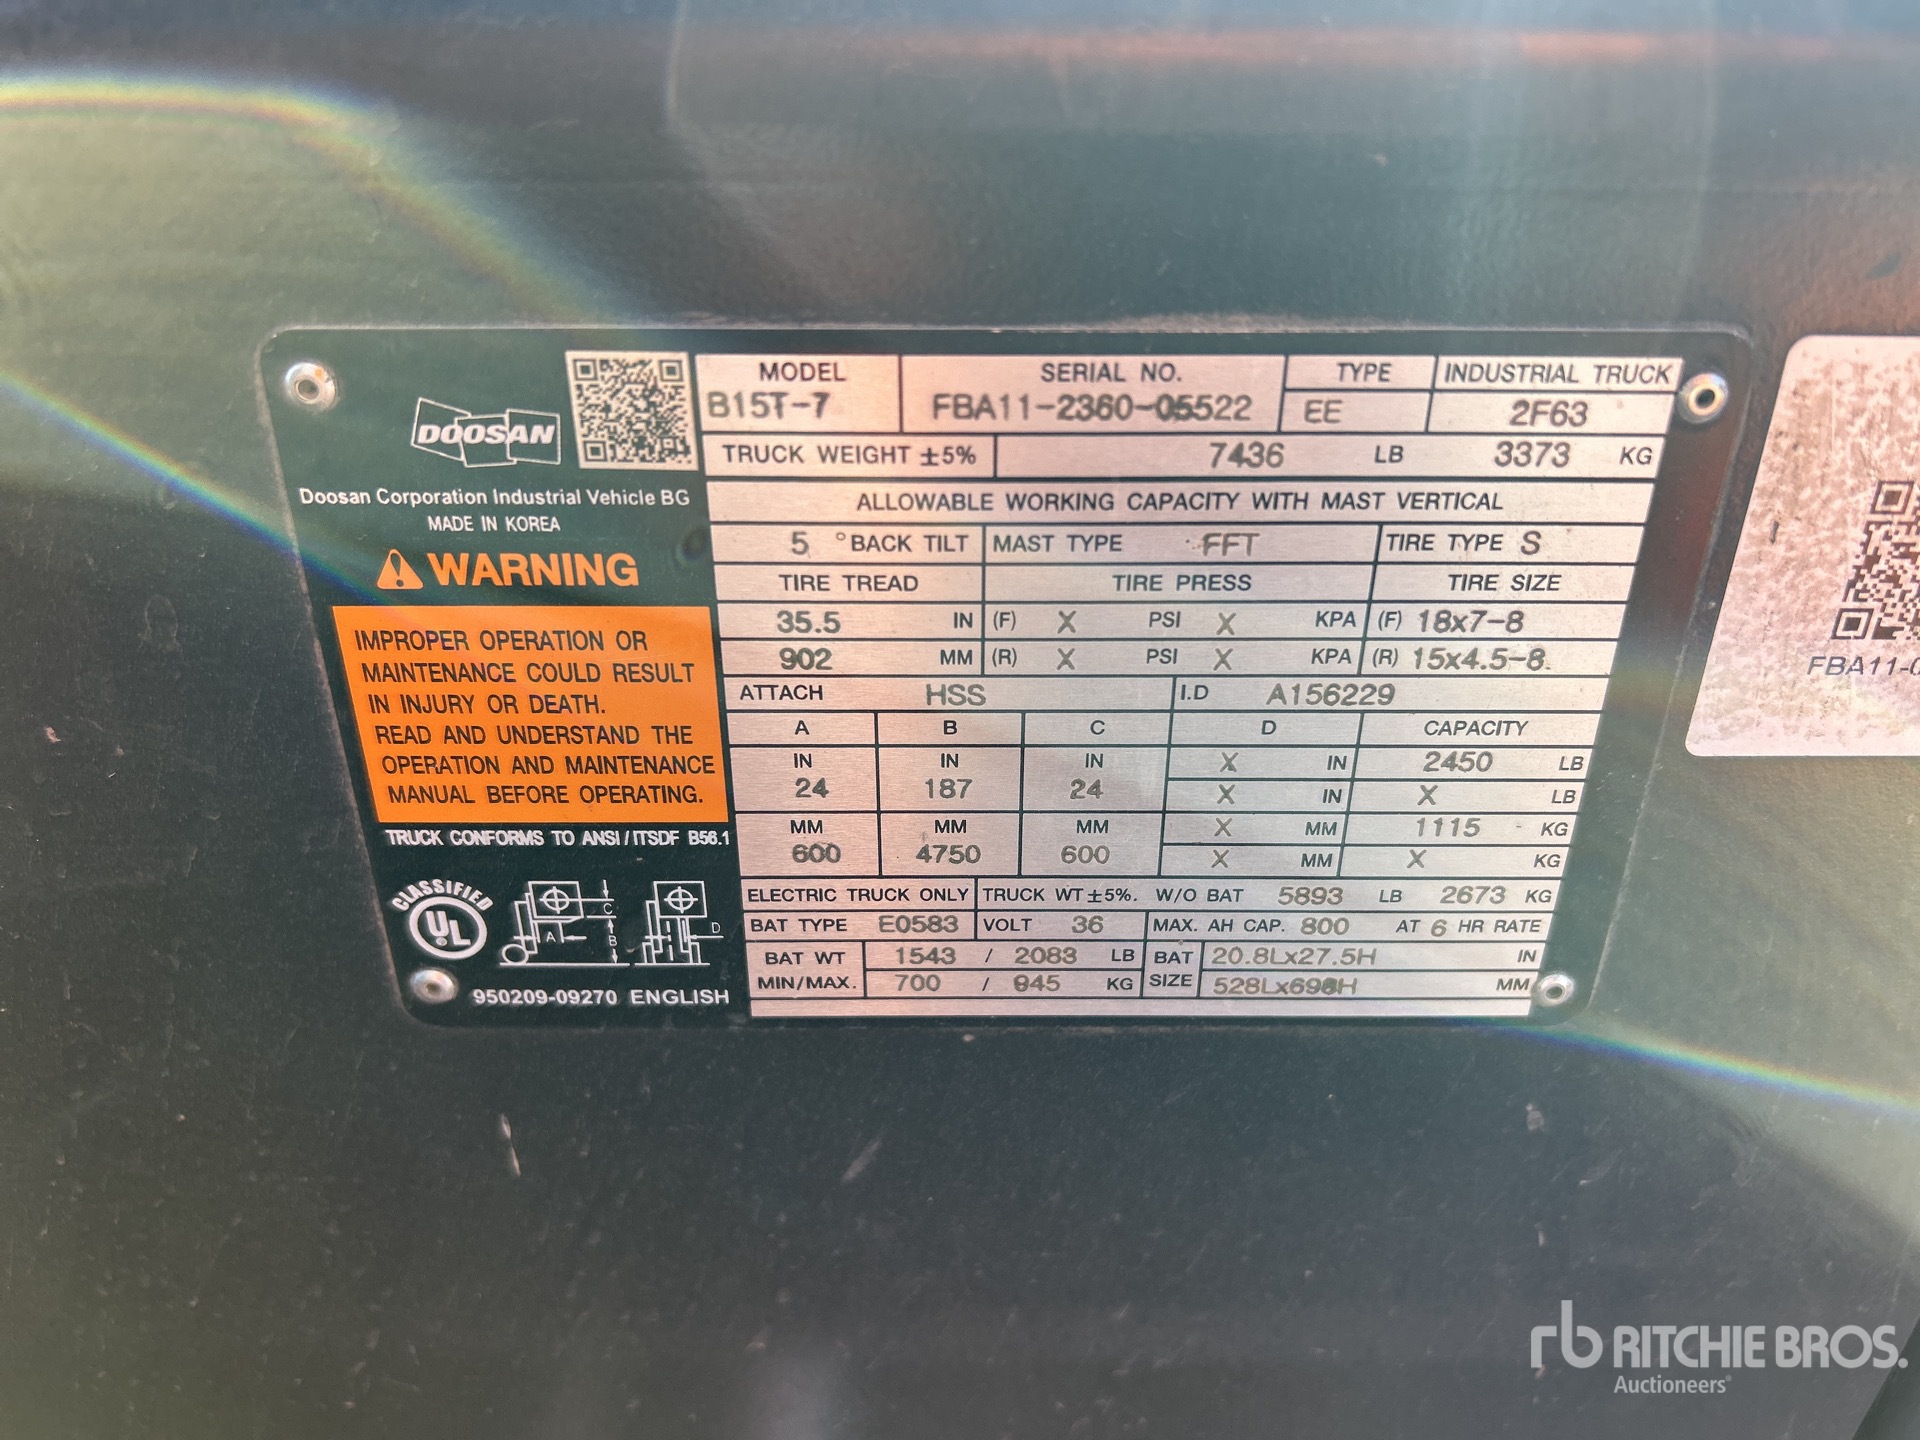 DOOSAN
Doosan Corporation Industrial Vehicle BG
MADE IN KOREA
WARNING
IMPROPER OPERATION OR
MAINTENANCE COULD RESULT
IN INJURY OR DEATH.
READ AND UNDERSTAND THE
OPERATION AND MAINTENANCE
MANUAL BEFORE OPERATING.
TRUCK CONFORMS TO ANSI/ITSDF B56.1
CLASSIFIED
UL
A B C D
950209-09270 ENGLISH
MODEL SERIAL NO. TYPE INDUSTRIAL TRUCK
B15T-7 FBA11-2360-05522 EE 2F63
TRUCK WEIGHT ±5% 7436 LB 3373 KG
ALLOWABLE WORKING CAPACITY WITH MAST VERTICAL
5 °BACK TILT MAST TYPE FFT TIRE TYPE S
TIRE TREAD TIRE PRESS TIRE SIZE
35.5 IN (F) X PSI X KPA (F) 18x7-8
902 MM (R) X PSI X KPA (R) 15x4.5-8
ATTACH HSS I.D A156229
A B C D CAPACITY
IN IN IN X IN 2450 LB
24 187 24 X IN X LB
MM MM MM X MM 1115 KG
600 4750 600 X MM X KG
ELECTRIC TRUCK ONLY TRUCK WT ±5%. W/O BAT 5893 LB 2673 KG
BAT TYPE E0583 VOLT 36 MAX. AH CAP. 800 AT 6 HR RATE
BAT WT 1543 / 2083 LB BAT 20.8Lx27.5H IN
MIN/MAX. 700 / 945 KG SIZE 528Lx698H MM
rb RITCHIE BROS.
Auctioneers